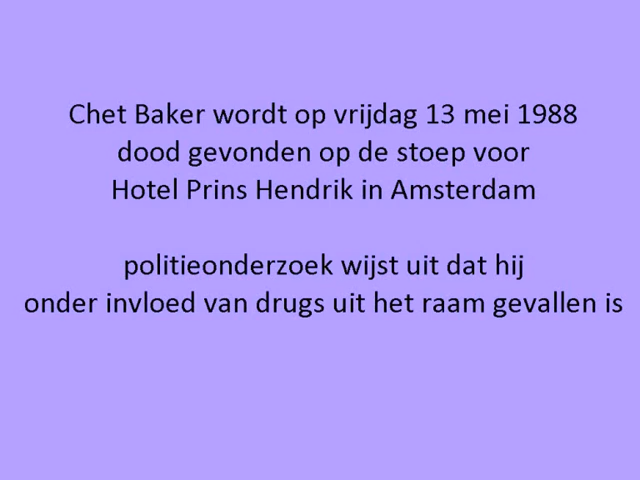 Chet Baker wordt op vrijdag 13 mei 1988
dood gevonden op de stoep voor
Hotel Prins Hendrik in Amsterdam
politieonderzoek wijst uit dat hij
onder invloed van drugs uit het raam gevallen is